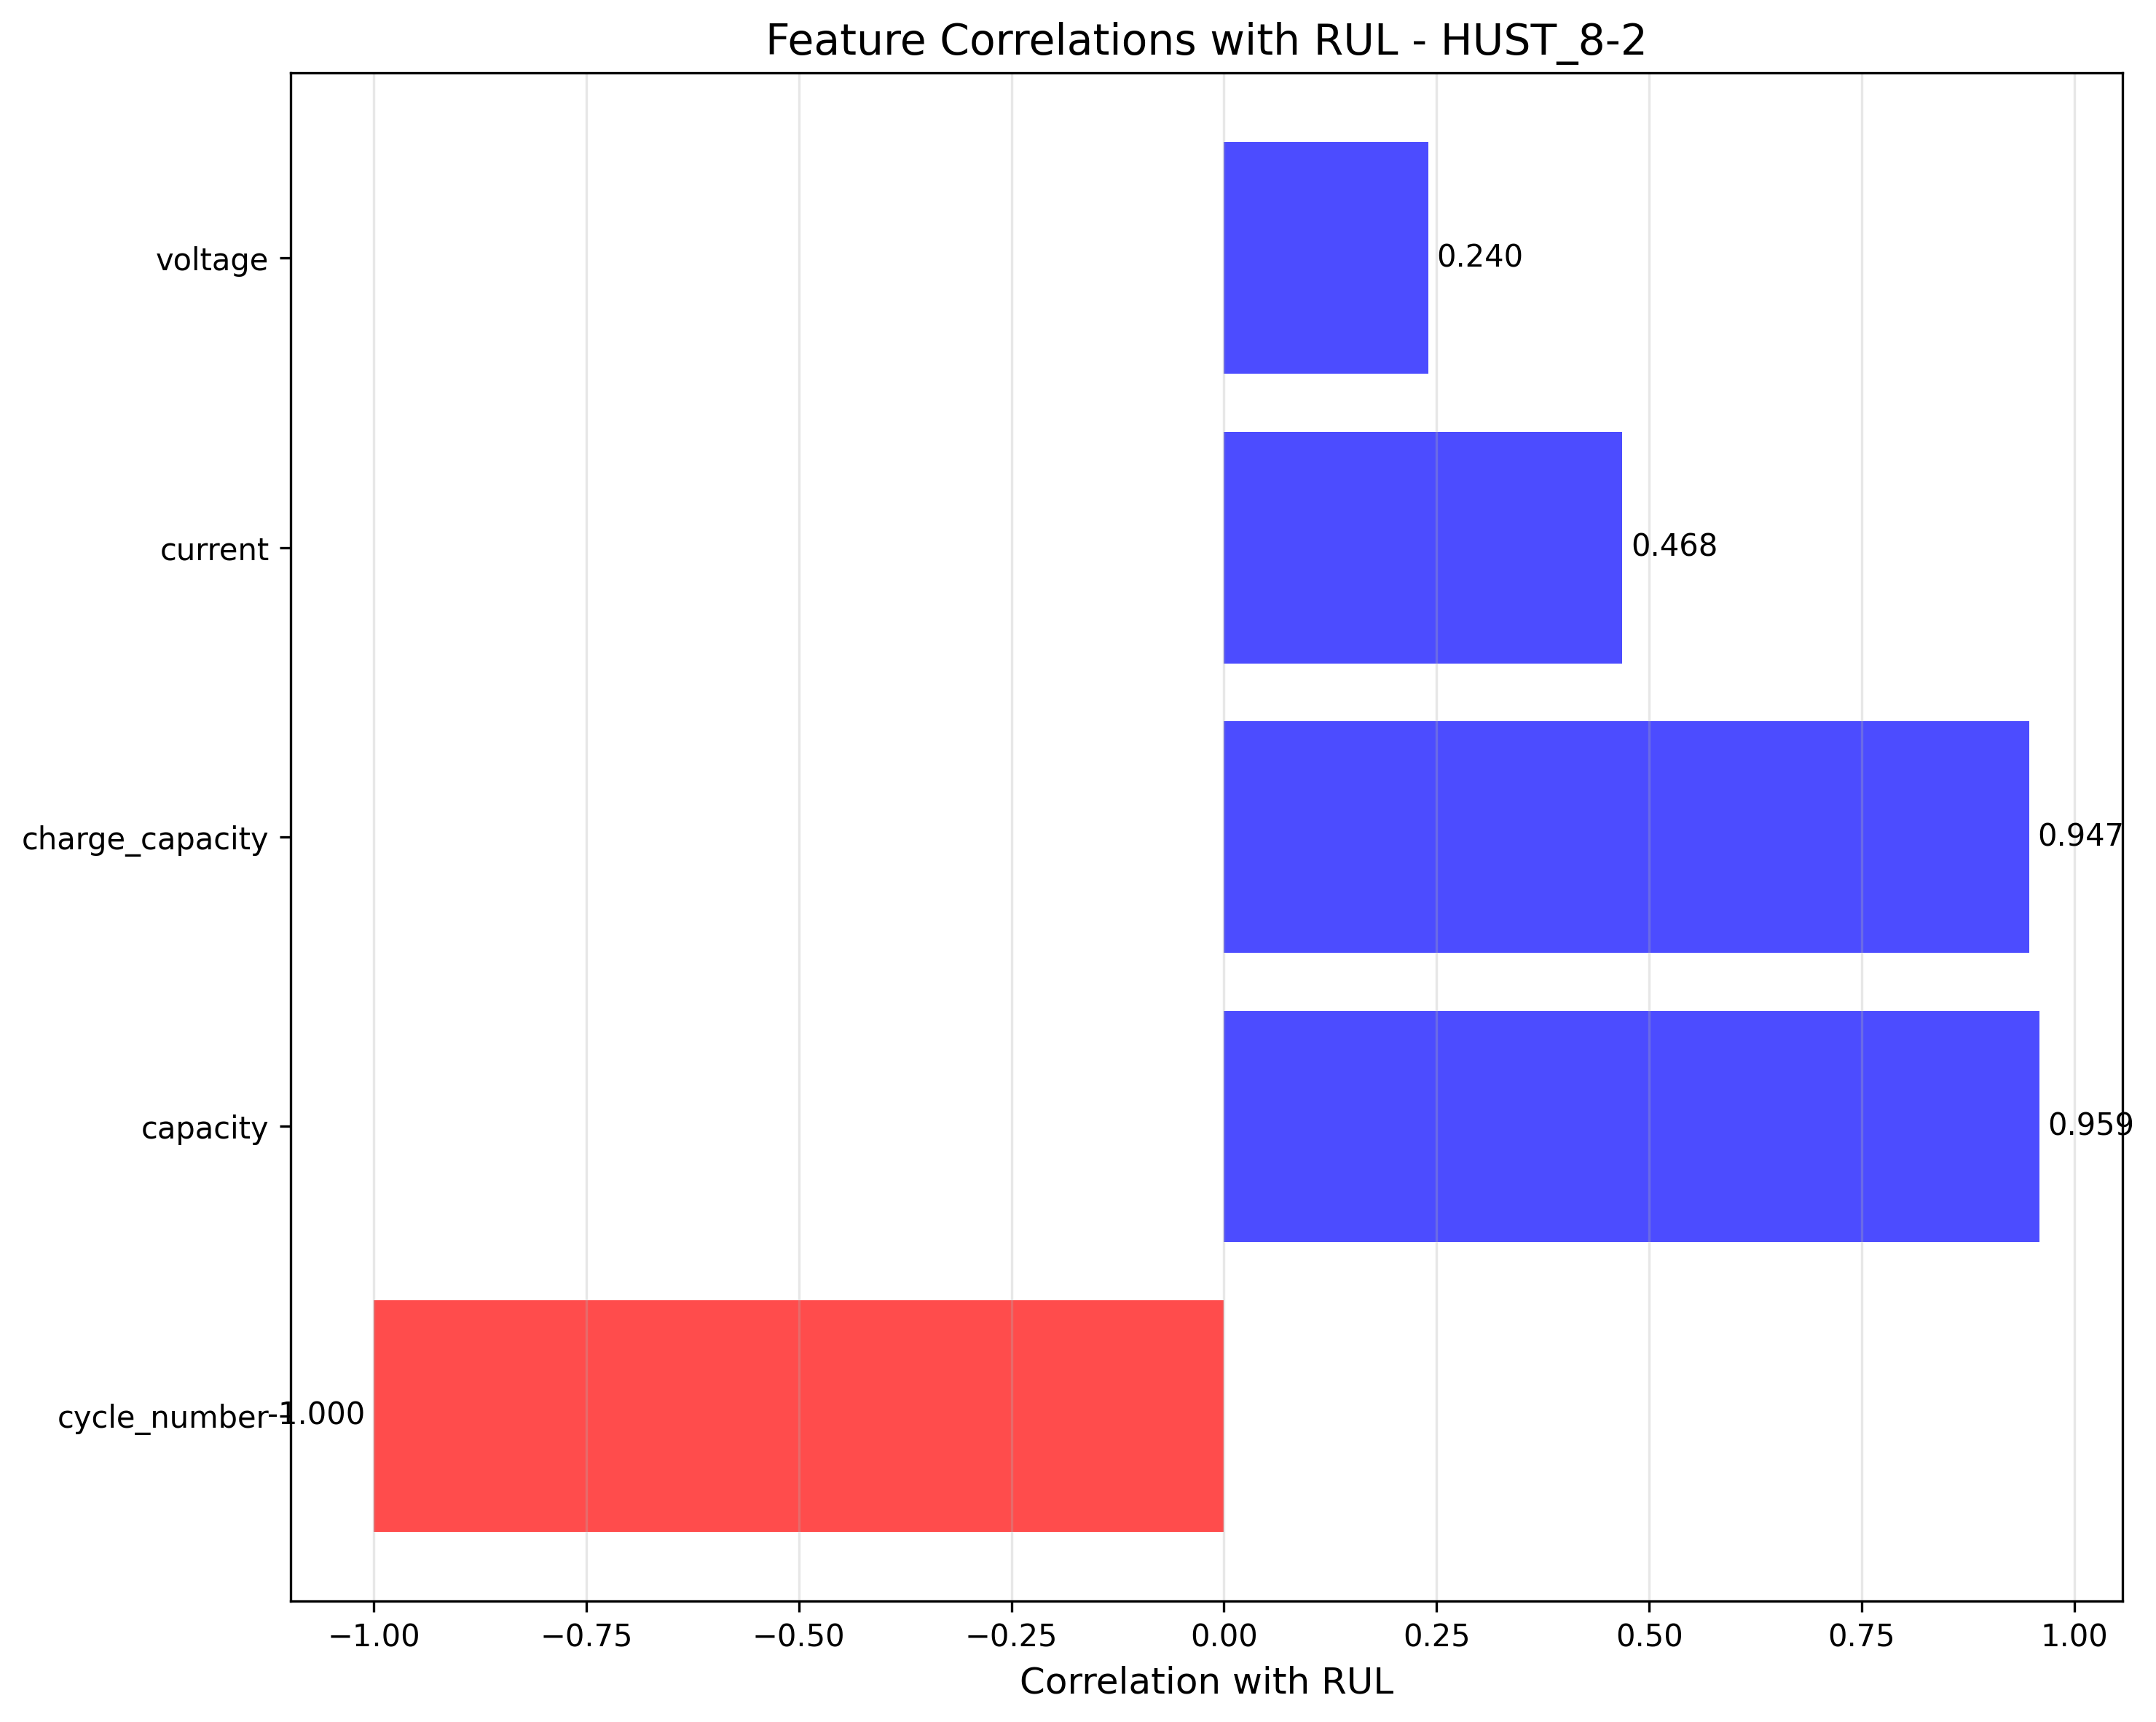 Feature Correlations with RUL - HUST_8-2
voltage
0.240
current
0.468
charge_capacity
0.947
capacity
0.959
cycle_number
-1.000
−1.00 −0.75 −0.50 −0.25 0.00 0.25 0.50 0.75 1.00
Correlation with RUL